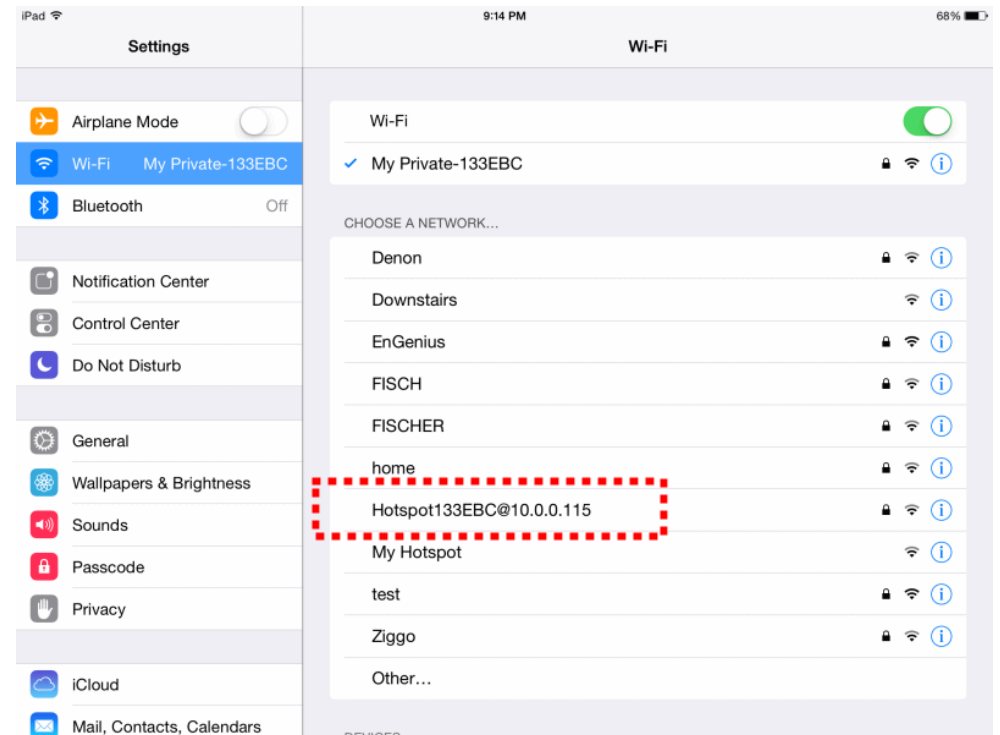 iPad
9:14 PM
68%
Settings
Wi-Fi
Airplane Mode
Wi-Fi My Private-133EBC
Bluetooth Off
Notification Center
Control Center
Do Not Disturb
General
Wallpapers & Brightness
Sounds
Passcode
Privacy
iCloud
Mail, Contacts, Calendars
Wi-Fi
My Private-133EBC
CHOOSE A NETWORK...
Denon
Downstairs
EnGenius
FISCH
FISCHER
home
Hotspot133EBC@10.0.0.115
My Hotspot
test
Ziggo
Other...